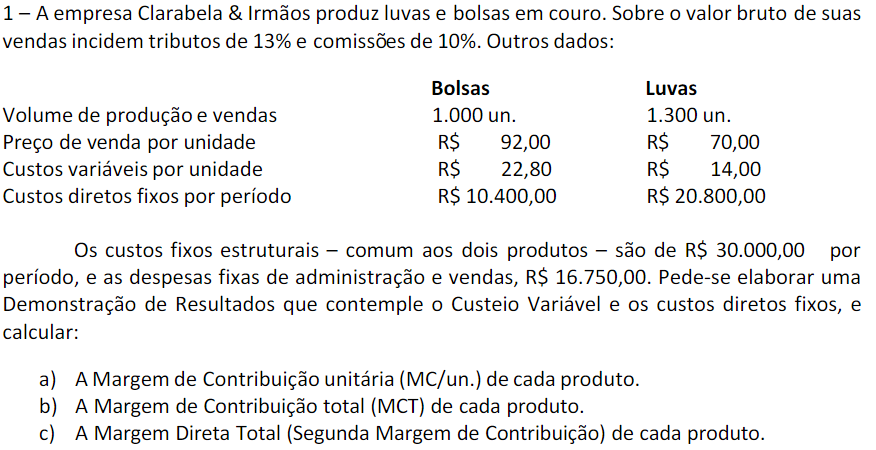 1 – A empresa Clarabela & Irmãos produz luvas e bolsas em couro. Sobre o valor bruto de suas
vendas incidem tributos de 13% e comissões de 10%. Outros dados:
Bolsas Luvas
Volume de produção e vendas 1.000 un. 1.300 un.
Preço de venda por unidade R$ 92,00 R$ 70,00
Custos variáveis por unidade R$ 22,80 R$ 14,00
Custos diretos fixos por período R$ 10.400,00 R$ 20.800,00
Os custos fixos estruturais – comum aos dois produtos – são de R$ 30.000,00 por
período, e as despesas fixas de administração e vendas, R$ 16.750,00. Pede-se elaborar uma
Demonstração de Resultados que contemple o Custeio Variável e os custos diretos fixos, e
calcular:
a) A Margem de Contribuição unitária (MC/un.) de cada produto.
b) A Margem de Contribuição total (MCT) de cada produto.
c) A Margem Direta Total (Segunda Margem de Contribuição) de cada produto.